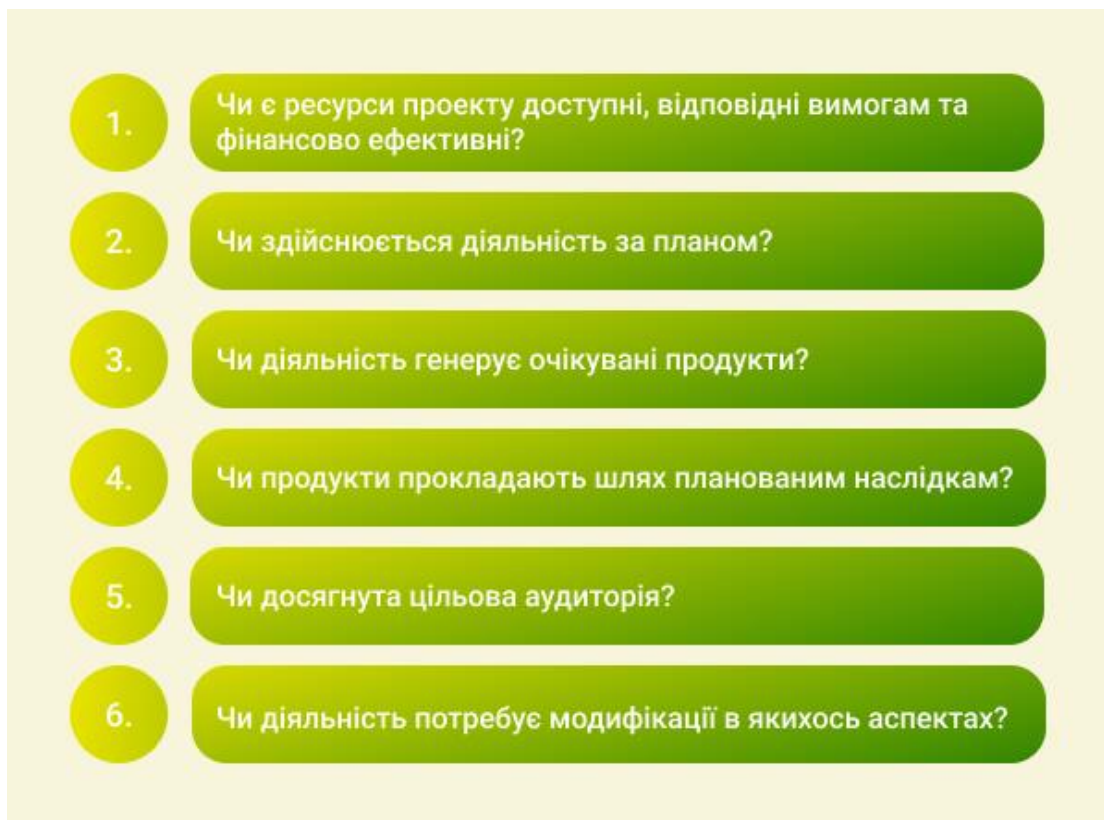 1.
Чи є ресурси проекту доступні, відповідні вимогам та
фінансово ефективні?
2.
Чи здійснюється діяльність за планом?
3.
Чи діяльність генерує очікувані продукти?
4.
Чи продукти прокладають шлях планованим наслідкам?
5.
Чи досягнута цільова аудиторія?
6.
Чи діяльність потребує модифікації в якихось аспектах?